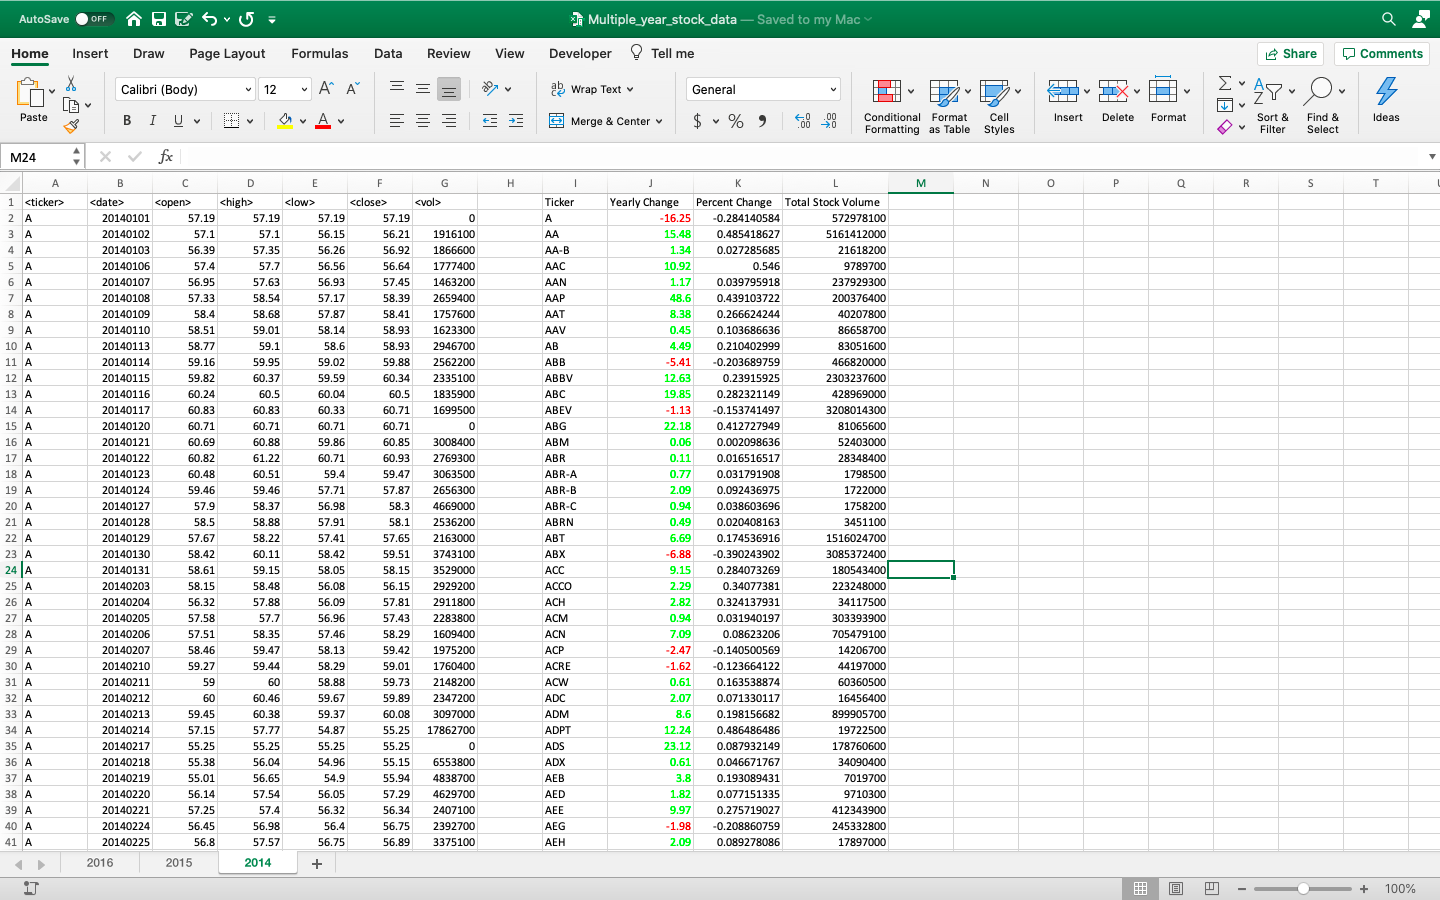 AutoSave OFF Multiple_year_stock_data — Saved to my Mac
Home Insert Draw Page Layout Formulas Data Review View Developer Tell me Share Comments
Paste Calibri (Body) 12 A A Wrap Text General Conditional Formatting Format as Table Cell Styles Insert Delete Format Sort & Filter Find & Select Ideas
B I U A Merge & Center $ % 9
M24 fx
A B C D E F G H I J K L M N O P Q R S T
1 <ticker> <date> <open> <high> <low> <close> <vol> Ticker Yearly Change Percent Change Total Stock Volume
2 A 20140101 57.19 57.19 57.19 57.19 0 A -16.25 -0.284140584 572978100
3 A 20140102 57.1 57.1 56.15 56.21 1916100 AA 15.48 0.485418627 5161412000
4 A 20140103 56.39 57.35 56.26 56.92 1866600 AA-B 1.34 0.027285685 21618200
5 A 20140106 57.4 57.7 56.56 56.64 1777400 AAC 10.92 0.546 9789700
6 A 20140107 56.95 57.63 56.93 57.45 1463200 AAN 1.17 0.039795918 237929300
7 A 20140108 57.33 58.54 57.17 58.39 2659400 AAP 48.6 0.439103722 200376400
8 A 20140109 58.4 58.68 57.87 58.41 1757600 AAT 8.38 0.266624244 40207800
9 A 20140110 58.51 59.01 58.14 58.93 1623300 AAV 0.45 0.103686636 86658700
10 A 20140113 58.77 59.1 58.6 58.93 2946700 AB 4.49 0.210402999 83051600
11 A 20140114 59.16 59.95 59.02 59.88 2562200 ABB -5.41 -0.203689759 466820000
12 A 20140115 59.82 60.37 59.59 60.34 2335100 ABBV 12.63 0.23915925 2303237600
13 A 20140116 60.24 60.5 60.04 60.5 1835900 ABC 19.85 0.282321149 428969000
14 A 20140117 60.83 60.83 60.33 60.71 1699500 ABEV -1.13 -0.153741497 3208014300
15 A 20140120 60.71 60.71 60.71 60.71 0 ABG 22.18 0.412727949 81065600
16 A 20140121 60.69 60.88 59.86 60.85 3008400 ABM 0.06 0.002098636 52403000
17 A 20140122 60.82 61.22 60.71 60.93 2769300 ABR 0.11 0.016516517 28348400
18 A 20140123 60.48 60.51 59.4 59.47 3063500 ABR-A 0.77 0.031791908 1798500
19 A 20140124 59.46 59.46 57.71 57.87 2656300 ABR-B 2.09 0.092436975 1722000
20 A 20140127 57.9 58.37 56.98 58.3 4669000 ABR-C 0.94 0.038603696 1758200
21 A 20140128 58.5 58.88 57.91 58.1 2536200 ABRN 0.49 0.020408163 3451100
22 A 20140129 57.67 58.22 57.41 57.65 2163000 ABT 6.69 0.174536916 1516024700
23 A 20140130 58.42 60.11 58.42 59.51 3743100 ABX -6.88 -0.390243902 3085372400
24 A 20140131 58.61 59.15 58.05 58.15 3529000 ACC 9.15 0.284073269 180543400
25 A 20140203 58.15 58.48 56.08 56.15 2929200 ACCO 2.29 0.34077381 223248000
26 A 20140204 56.32 57.88 56.09 57.81 2911800 ACH 2.82 0.324137931 34117500
27 A 20140205 57.58 57.7 56.96 57.43 2283800 ACM 0.94 0.031940197 303393900
28 A 20140206 57.51 58.35 57.46 58.29 1609400 ACN 7.09 0.08623206 705479100
29 A 20140207 58.46 59.47 58.13 59.42 1975200 ACP -2.47 -0.140500569 14206700
30 A 20140210 59.27 59.44 58.29 59.01 1760400 ACRE -1.62 -0.123664122 44197000
31 A 20140211 59 60 58.88 59.73 2148200 ACW 0.61 0.163538874 60360500
32 A 20140212 60 60.46 59.67 59.89 2347200 ADC 2.07 0.071330117 16456400
33 A 20140213 59.45 60.38 59.37 60.08 3097000 ADM 8.6 0.198156682 899905700
34 A 20140214 57.15 57.77 54.87 55.25 17862700 ADPT 12.24 0.486486486 19722500
35 A 20140217 55.25 55.25 55.25 55.25 0 ADS 23.12 0.087932149 178760600
36 A 20140218 55.38 56.04 54.96 55.15 6553800 ADX 0.61 0.046671767 34090400
37 A 20140219 55.01 56.65 54.9 55.94 4838700 AEB 3.8 0.193089431 7019700
38 A 20140220 56.14 57.54 56.05 57.29 4629700 AED 1.82 0.077151335 9710300
39 A 20140221 57.25 57.4 56.32 56.34 2407100 AEE 9.97 0.275719027 412343900
40 A 20140224 56.45 56.98 56.4 56.75 2392700 AEG -1.98 -0.208860759 245332800
41 A 20140225 56.8 57.57 56.75 56.89 3375100 AEH 2.09 0.089278086 17897000
2016 2015 2014 +
100%